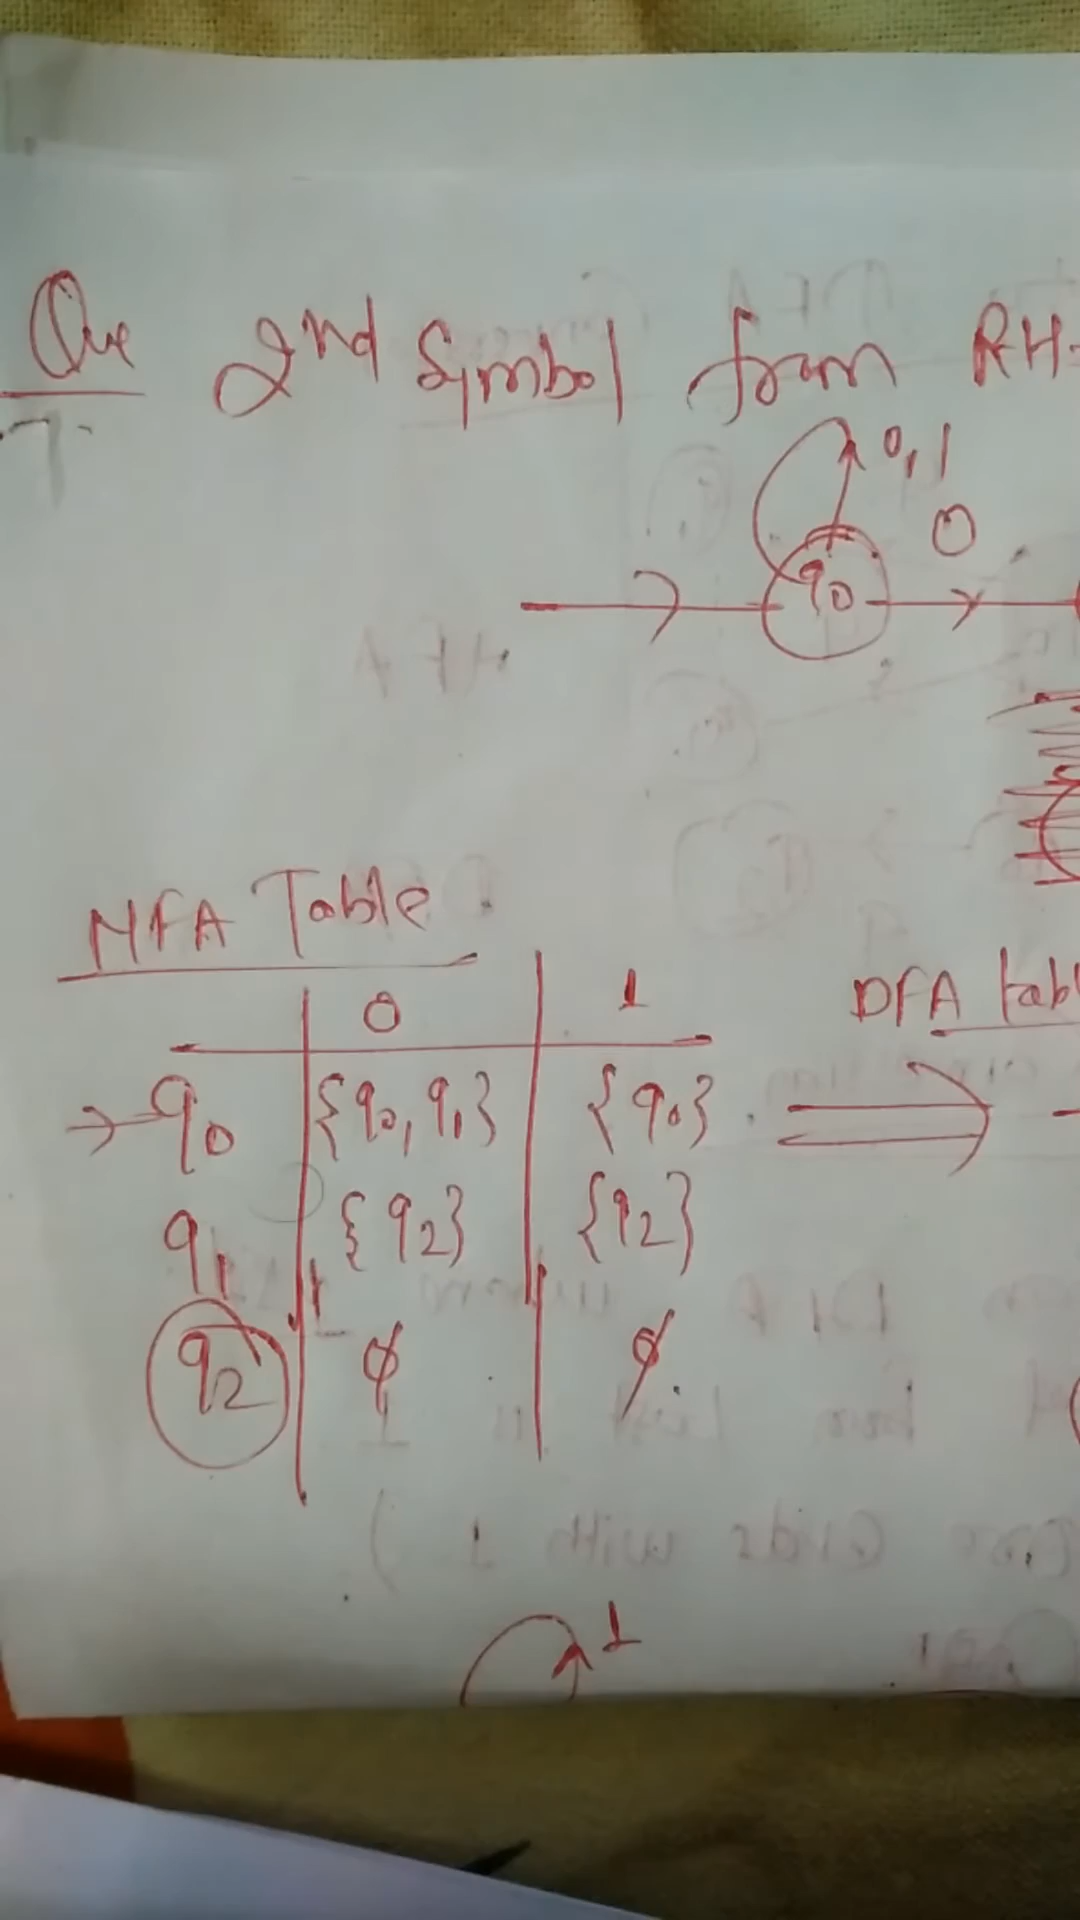 Que 2nd Symbol from RH
0,1
0
q0
NFA Table
0 1
DFA tabl
→ q0 {q0, q1} {q0}
q1 {q2} {q2}
q2 ϕ ϕ
1